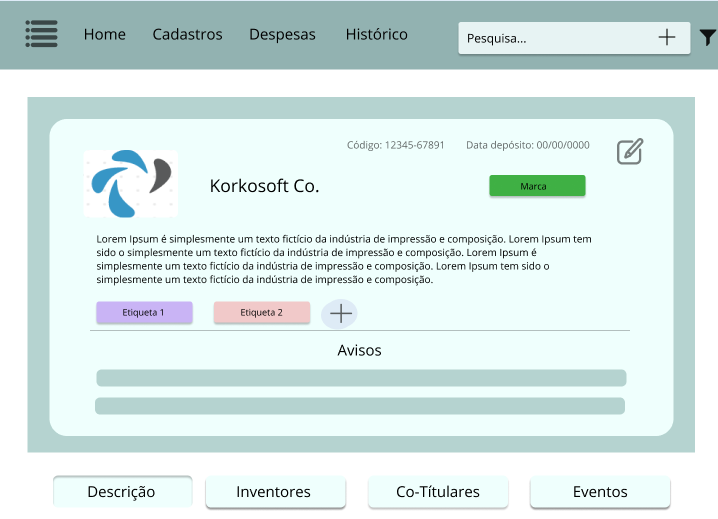 Home Cadastros Despesas Histórico Pesquisa...
Código: 12345-67891 Data depósito: 00/00/0000
Korkosoft Co. Marca
Lorem Ipsum é simplesmente um texto fictício da indústria de impressão e composição. Lorem Ipsum tem
sido o simplesmente um texto fictício da indústria de impressão e composição. Lorem Ipsum é
simplesmente um texto fictício da indústria de impressão e composição. Lorem Ipsum tem sido o
simplesmente um texto fictício da indústria de impressão e composição.
Etiqueta 1 Etiqueta 2
Avisos
Descrição Inventores Co-Títulares Eventos